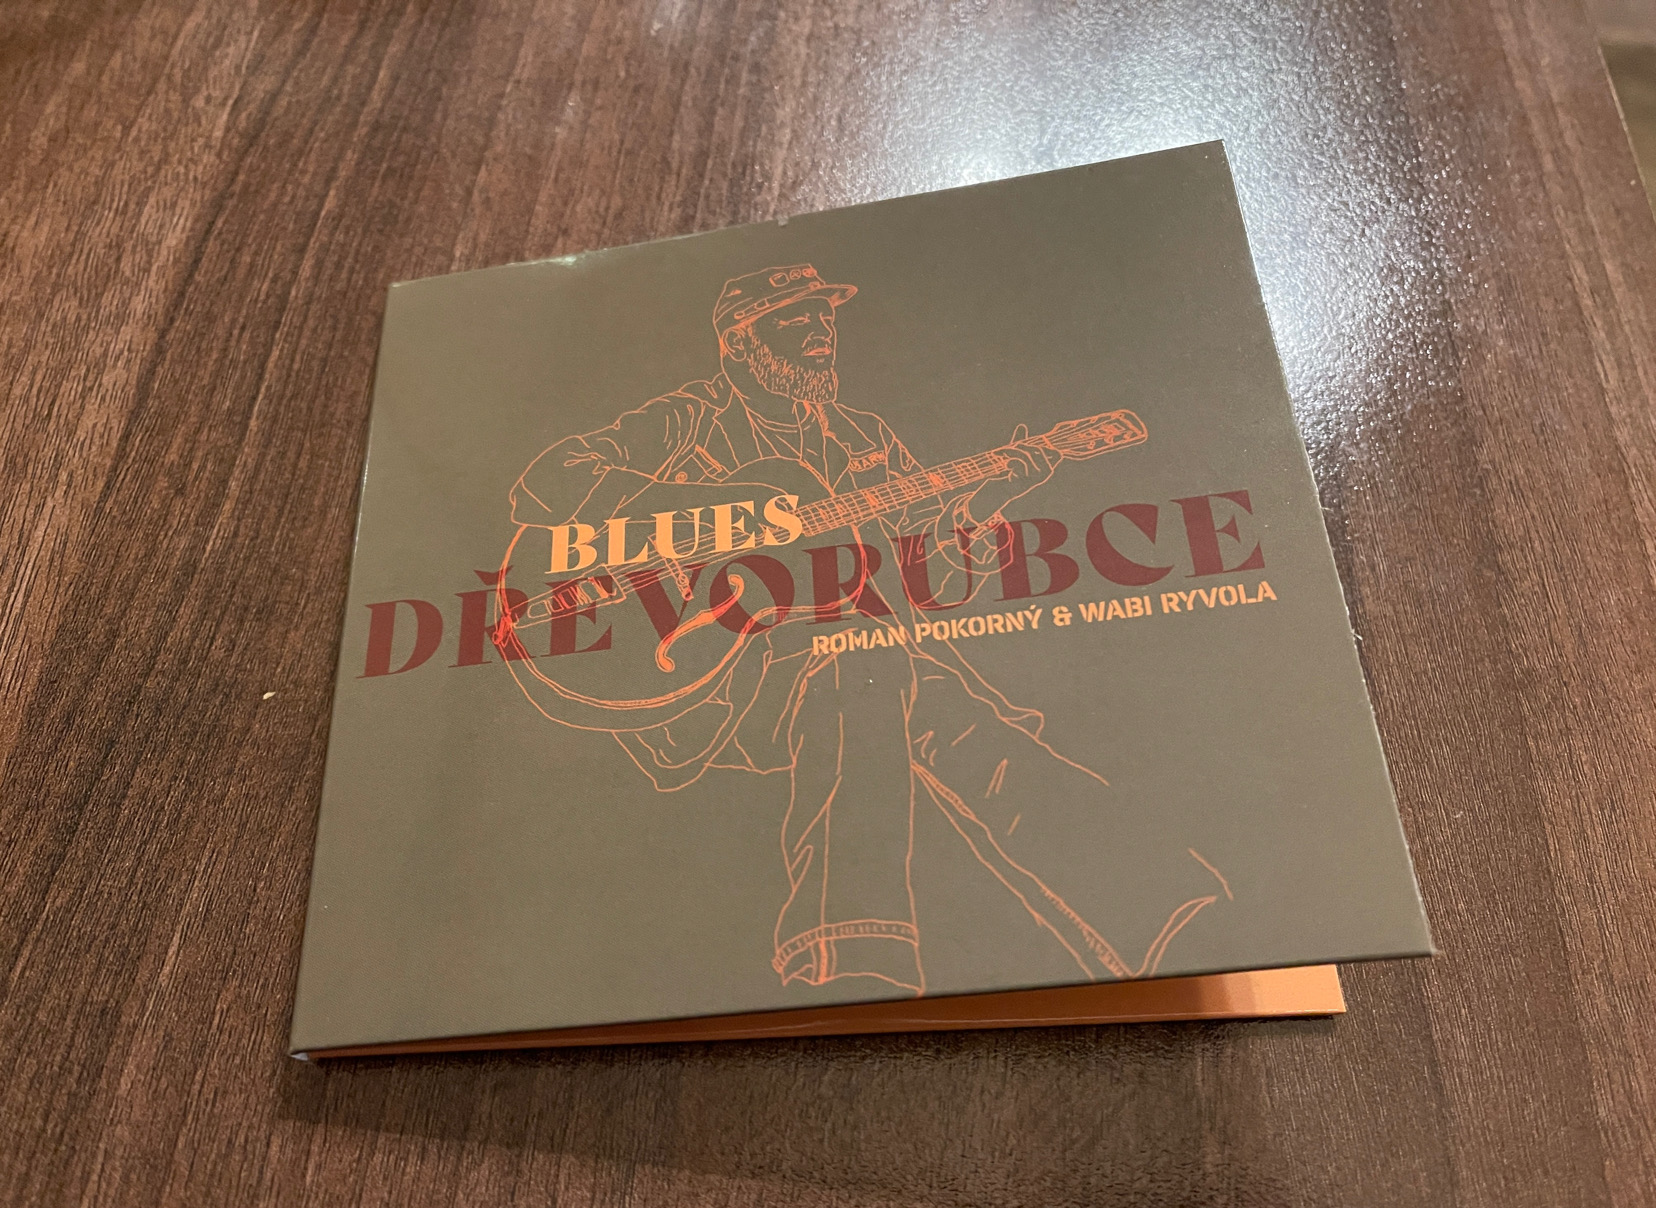 BLUES
DŘEVORUBCE
ROMAN POKORNÝ & WABI RYVOLA